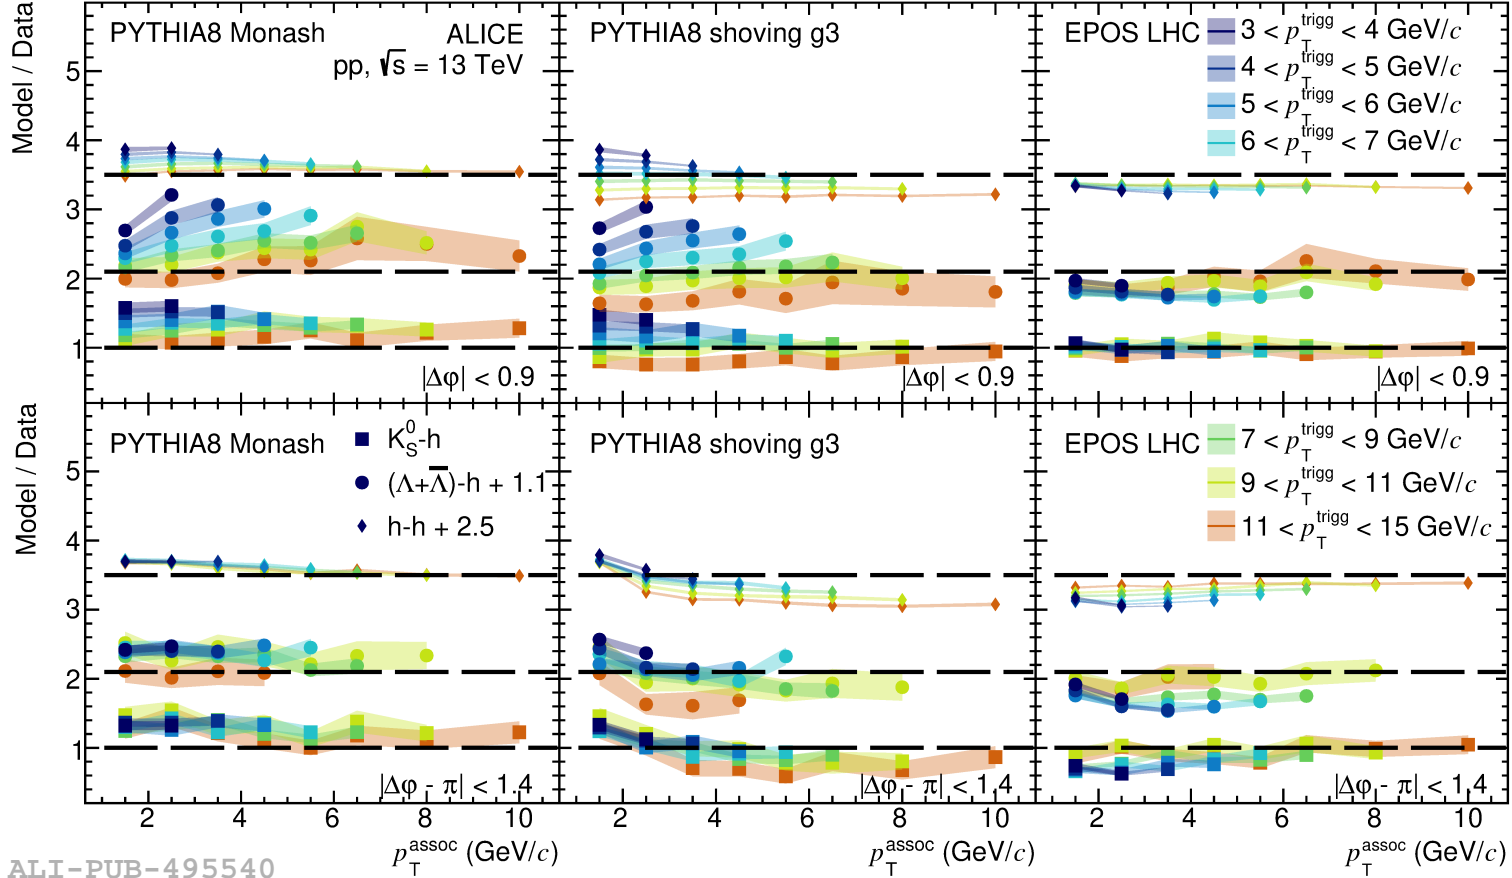 Model / Data
PYTHIA8 Monash
ALICE
pp, √s = 13 TeV
PYTHIA8 shoving g3
EPOS LHC
3 < p_T^trigg < 4 GeV/c
4 < p_T^trigg < 5 GeV/c
5 < p_T^trigg < 6 GeV/c
6 < p_T^trigg < 7 GeV/c
5
4
3
2
1
|Δφ| < 0.9
|Δφ| < 0.9
|Δφ| < 0.9
Model / Data
PYTHIA8 Monash
K_S^0-h
(Λ+Λ̅)-h + 1.1
h-h + 2.5
PYTHIA8 shoving g3
EPOS LHC
7 < p_T^trigg < 9 GeV/c
9 < p_T^trigg < 11 GeV/c
11 < p_T^trigg < 15 GeV/c
5
4
3
2
1
|Δφ - π| < 1.4
|Δφ - π| < 1.4
|Δφ - π| < 1.4
2 4 6 8 10
2 4 6 8 10
2 4 6 8 10
p_T^assoc (GeV/c)
p_T^assoc (GeV/c)
p_T^assoc (GeV/c)
ALI-PUB-495540